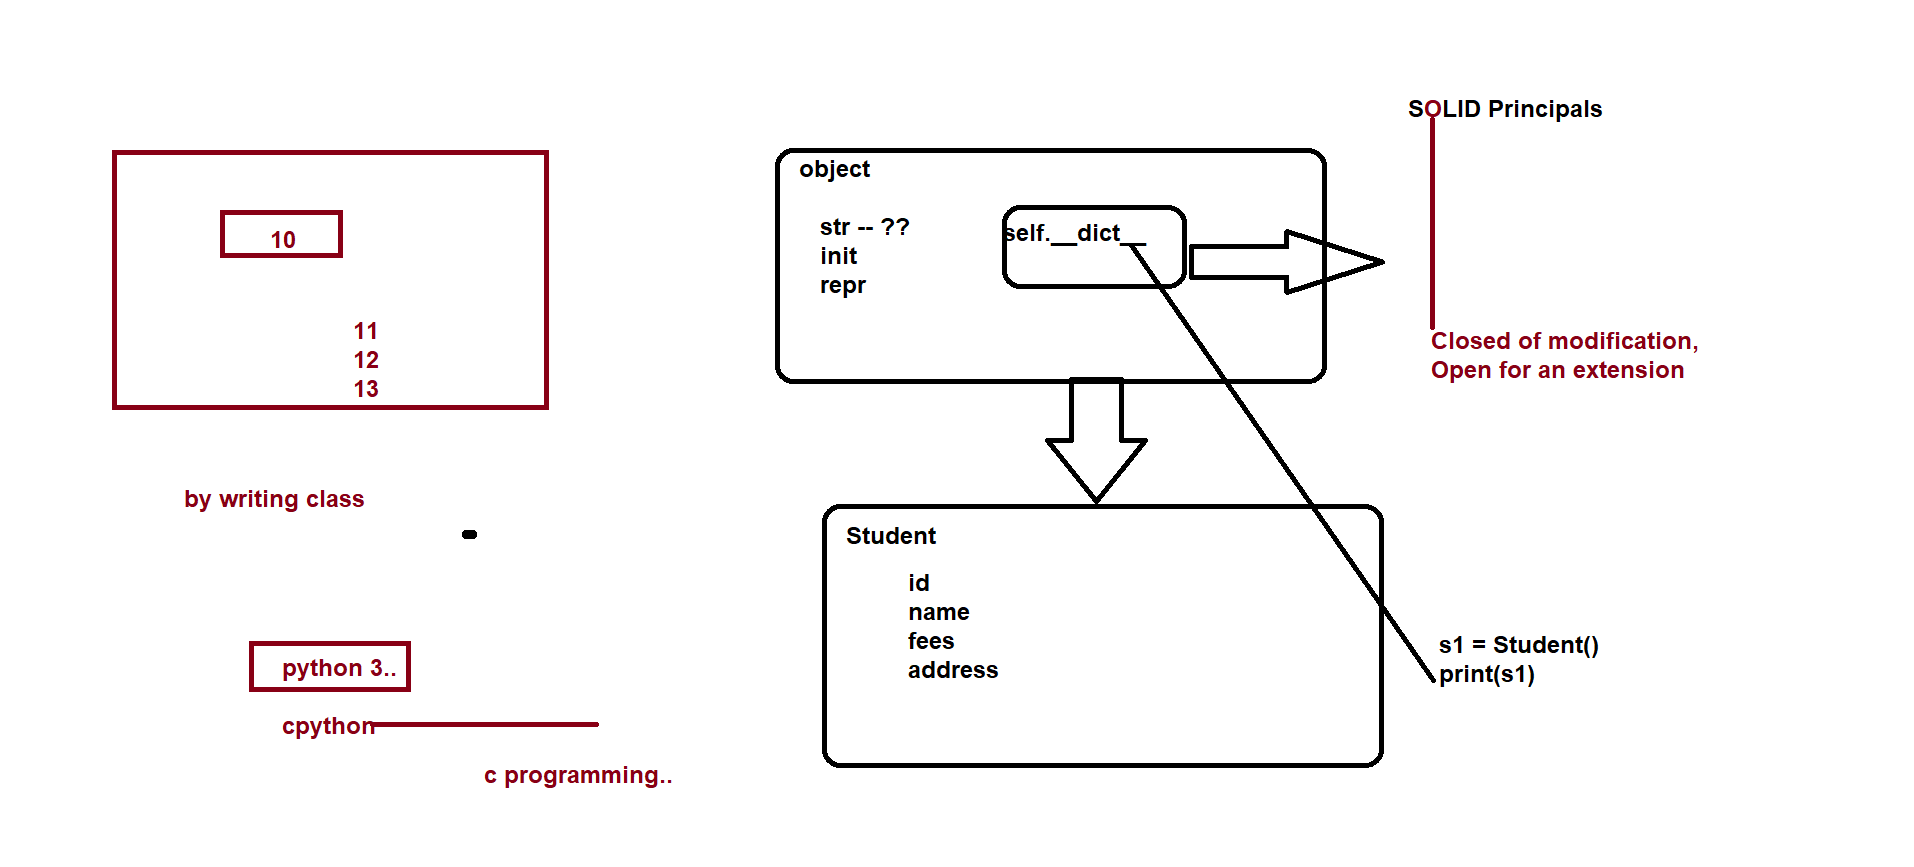 10
11
12
13
by writing class
python 3..
cpython
c programming..
object
str -- ??
init
repr
self.__dict__
Student
id
name
fees
address
SOLID Principals
Closed of modification,
Open for an extension
s1 = Student()
print(s1)